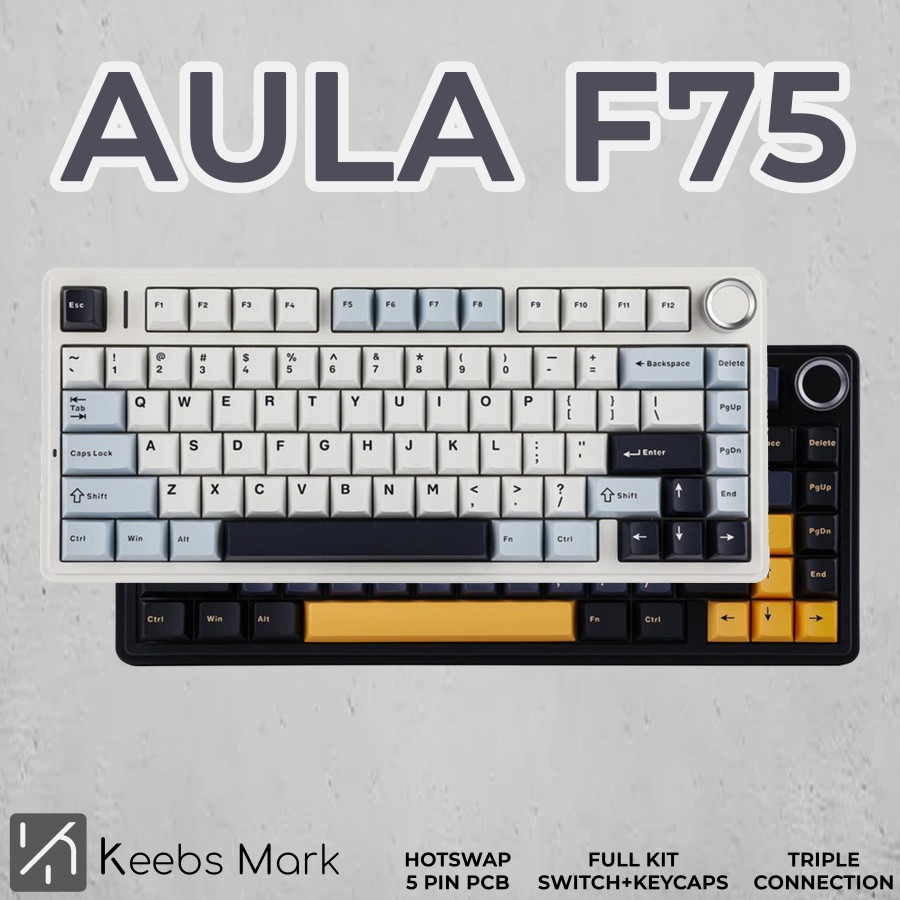 AULA F75
Esc F1 F2 F3 F4 F5 F6 F7 F8 F9 F10 F11 F12
~ ! @ # $ % ^ & * ( ) — +
` 1 2 3 4 5 6 7 8 9 0 - = ← Backspace Delete
Tab Q W E R T Y U I O P { } | PgUp
[ ] \
Caps Lock A S D F G H J K L : " Enter PgDn
; '
Shift Z X C V B N M < > ? Shift ↑ End
, . /
Ctrl Win Alt Fn Ctrl ← ↓ →
Delete
PgUp
PgDn
End
Ctrl Win Alt Fn Ctrl ← ↓ →
Keebs Mark
HOTSWAP
5 PIN PCB
FULL KIT
SWITCH+KEYCAPS
TRIPLE
CONNECTION